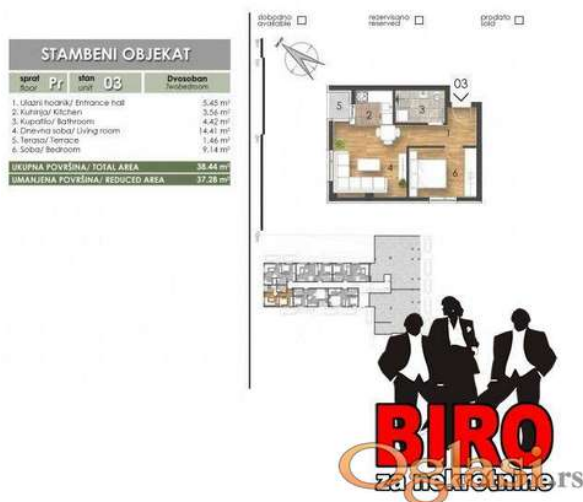 slobodno
available
rezervisano
reserved
prodato
sold
STAMBENI OBJEKAT
sprat
floor
Pr
stan
unit
03
Dvosoban
Twobedroom
1. Ulazni hodnik/ Entrance hall 5.45 m²
2. Kuhinja/ Kitchen 3.56 m²
3. Kupatilo/ Bathroom 4.42 m²
4. Dnevna soba/ Living room 14.41 m²
5. Terasa/ Terrace 1.46 m²
6. Soba/ Bedroom 9.14 m²
UKUPNA POVRŠINA/ TOTAL AREA 38.44 m²
UMANJENA POVRŠINA/ REDUCED AREA 37.28 m²
03
5
2
3
1
4
6
BIRO
za nekretnine
Oglasi.rs